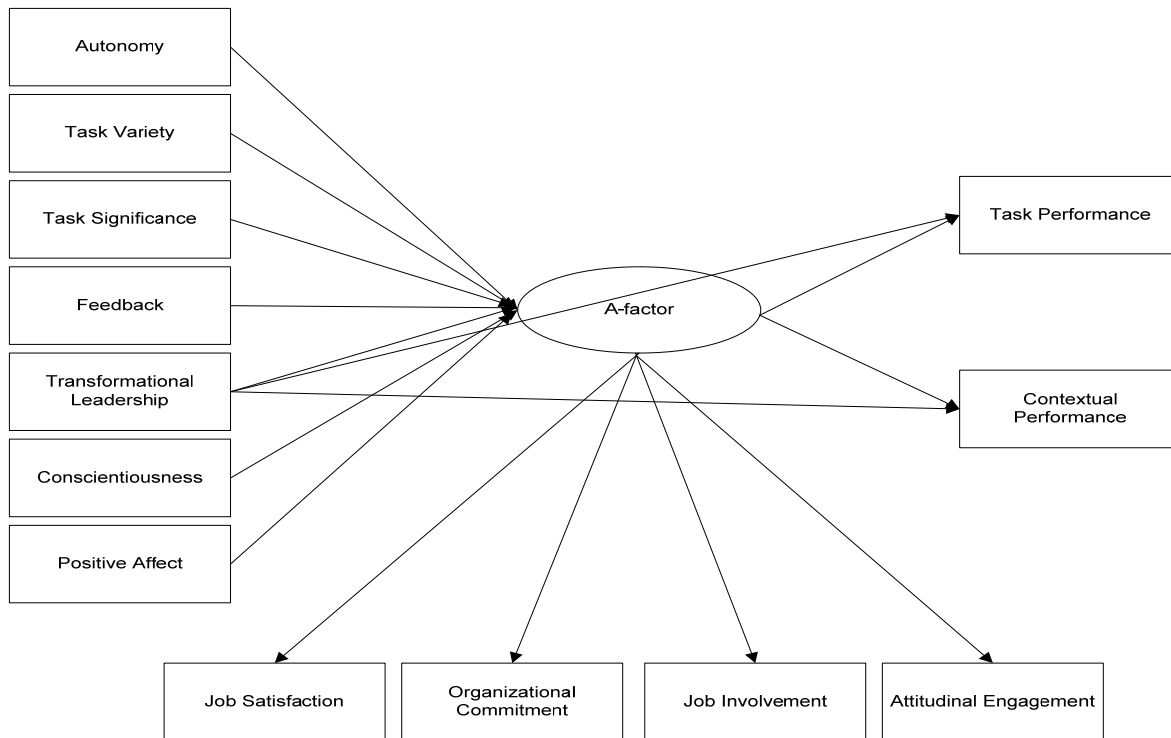 Autonomy
Task Variety
Task Significance
Feedback
Transformational
Leadership
Conscientiousness
Positive Affect
A-factor
Task Performance
Contextual
Performance
Job Satisfaction
Organizational
Commitment
Job Involvement
Attitudinal Engagement